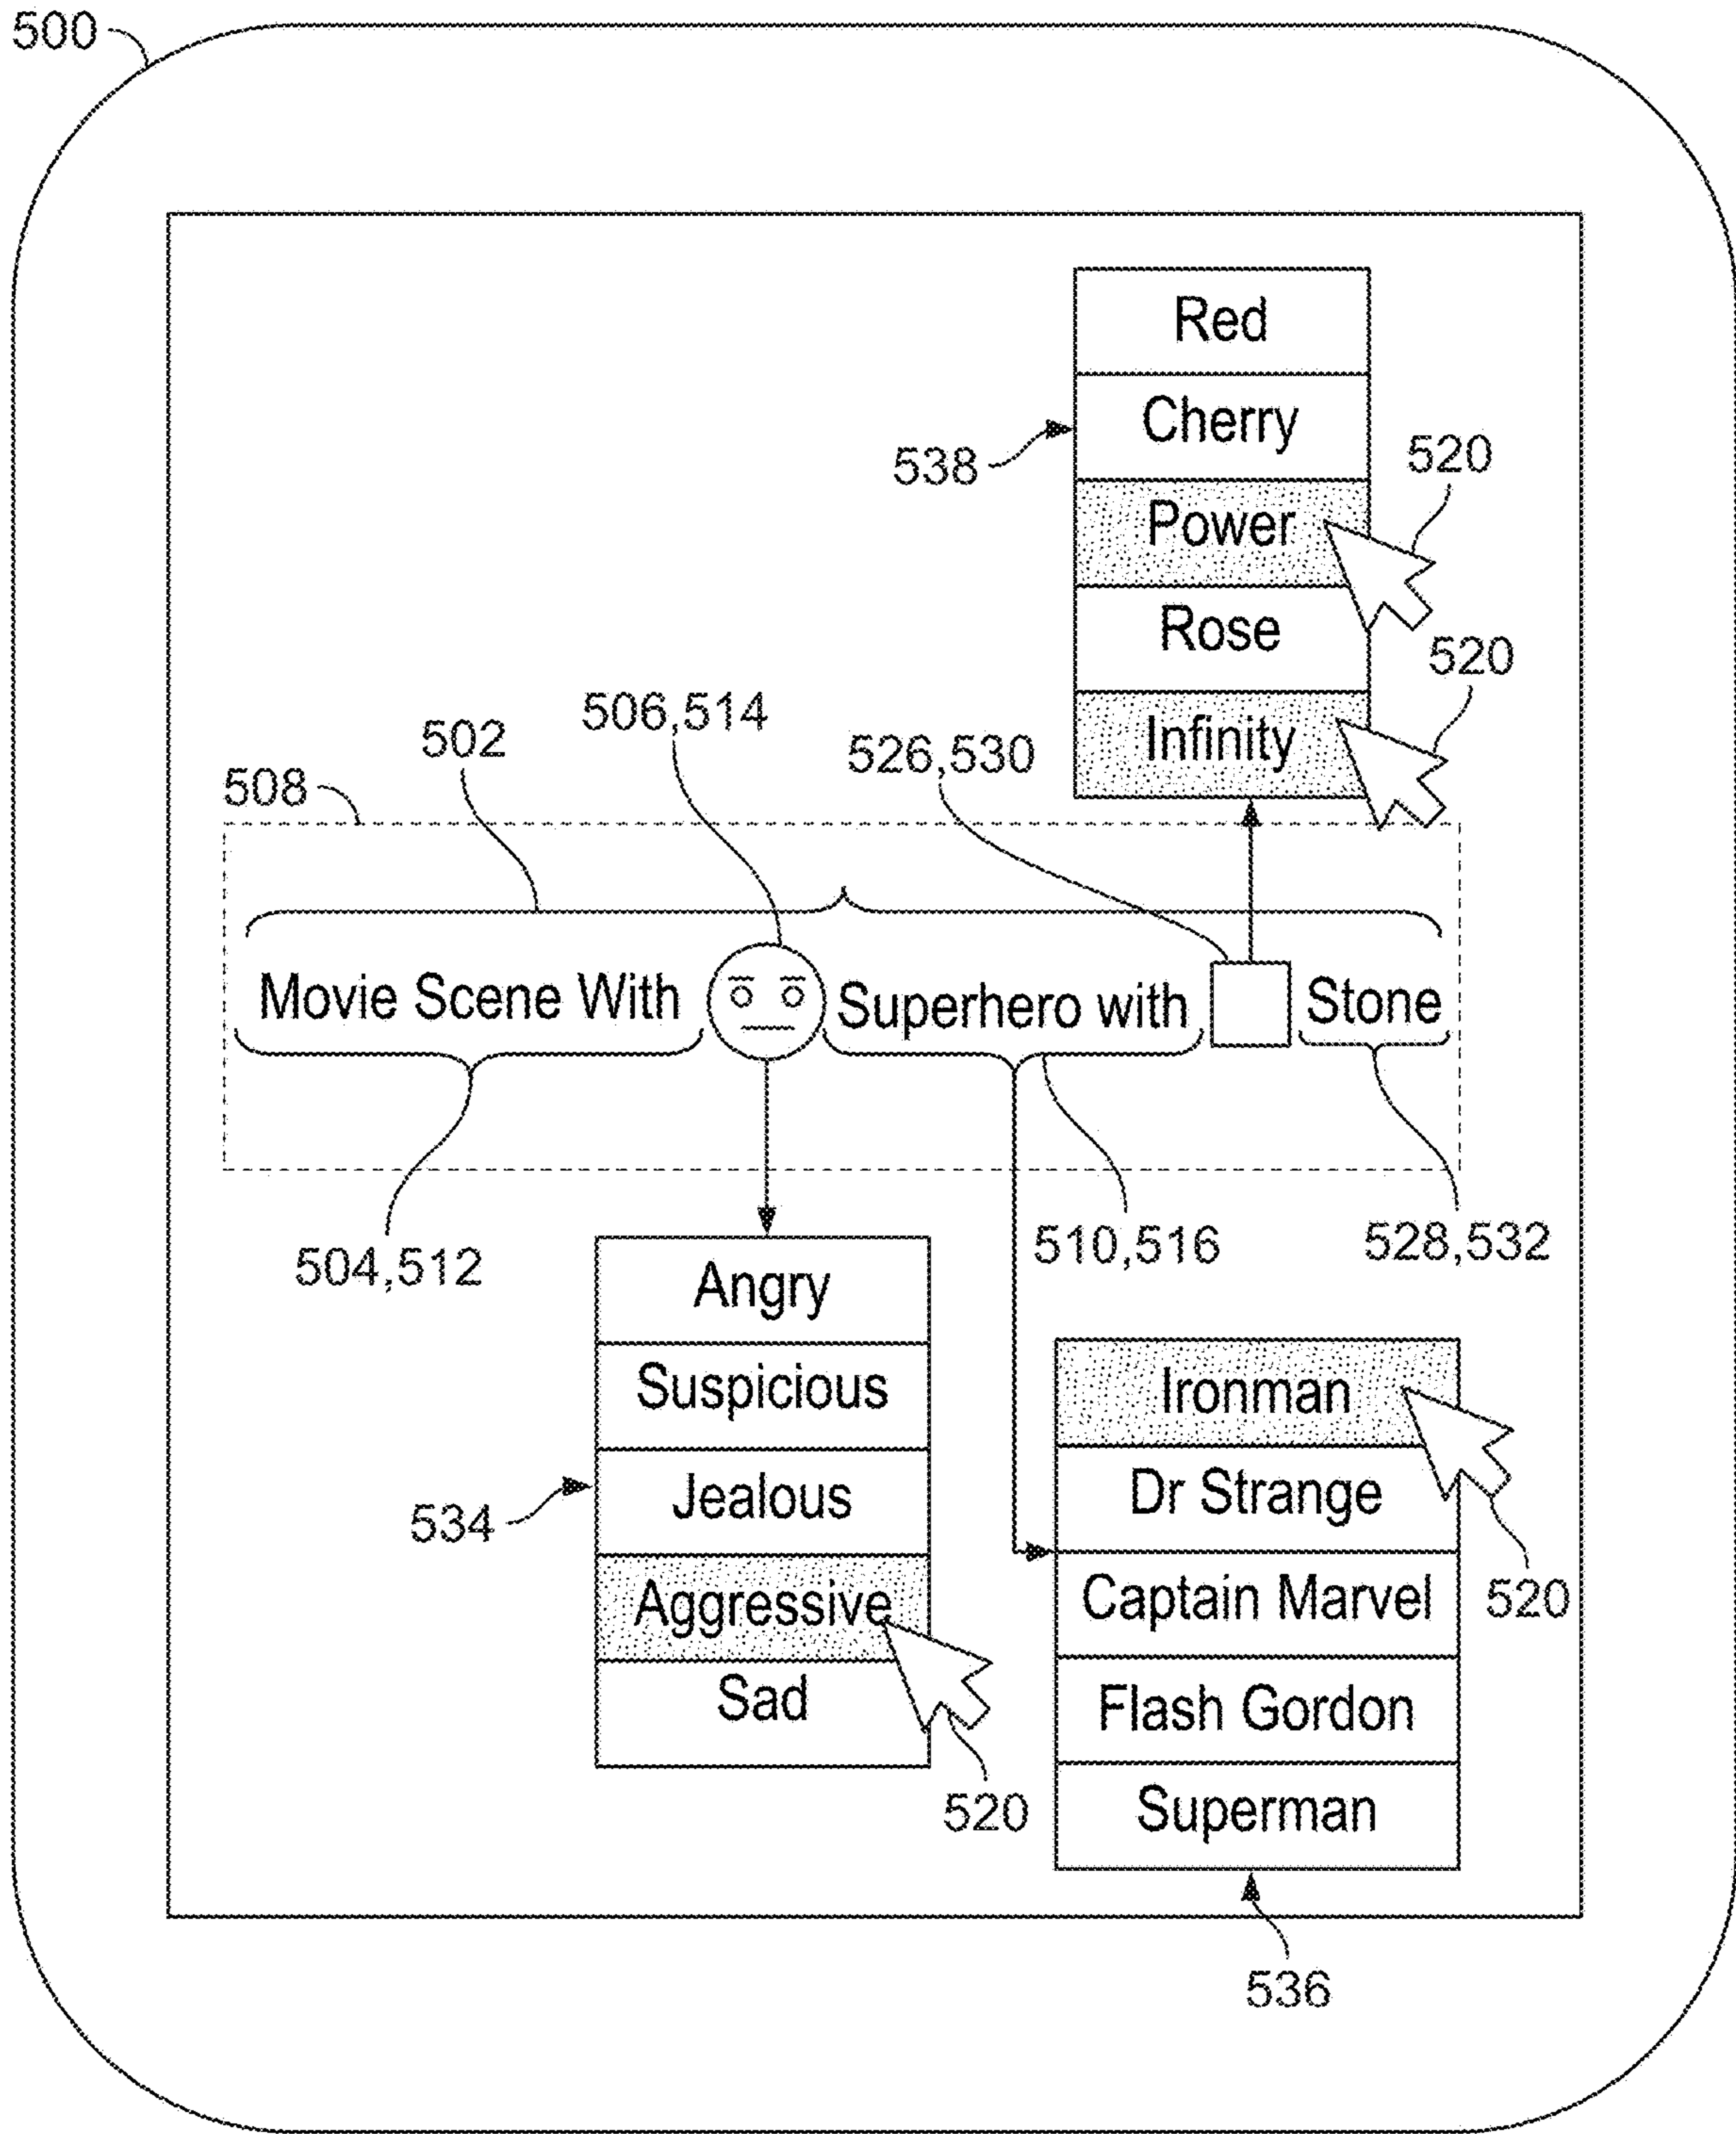 500
Red
Cherry
538
520
Power
Rose
520
506,514
502
526,530
Infinity
508
Movie Scene With Superhero with Stone
504,512
510,516
528,532
Angry
Suspicious
Jealous
534
Aggressive
Sad
520
Ironman
Dr Strange
Captain Marvel
520
Flash Gordon
Superman
536